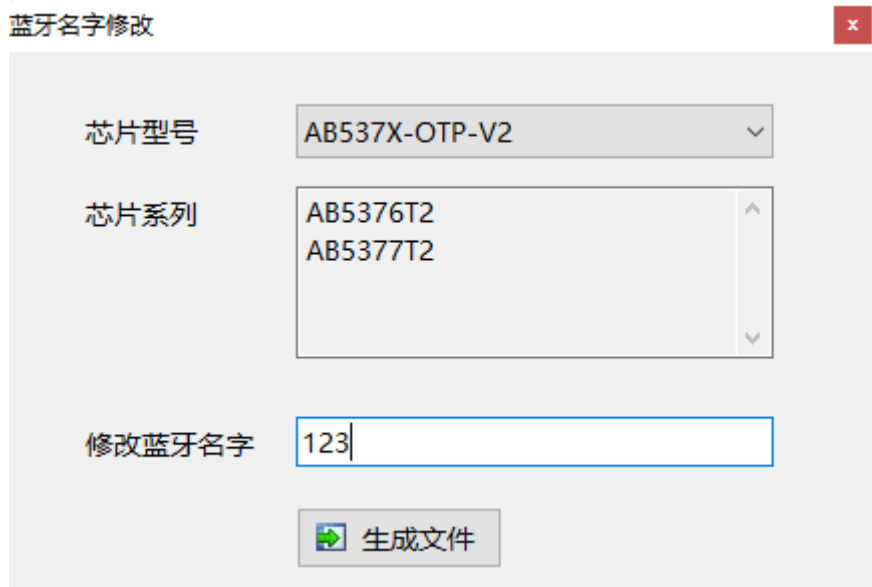 蓝牙名字修改
x
芯片型号 AB537X-OTP-V2
芯片系列 AB5376T2
AB5377T2
修改蓝牙名字 123
生成文件